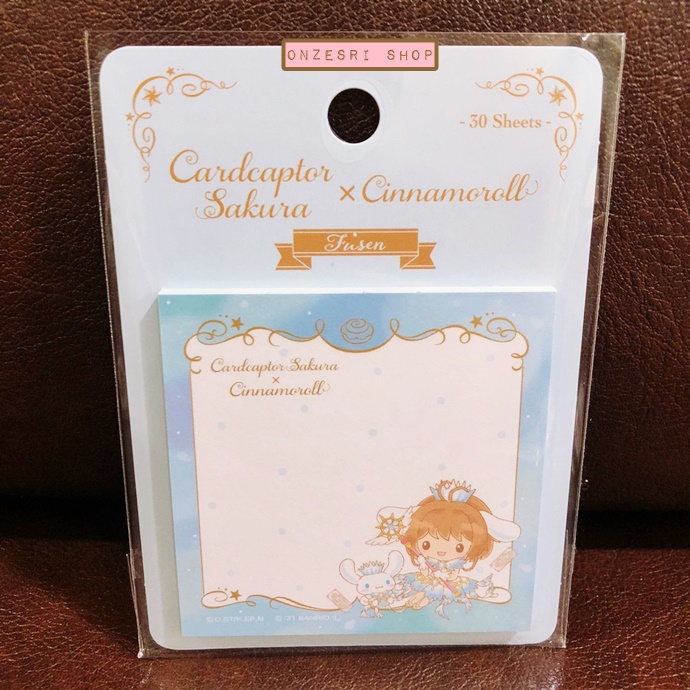 ONZESRI SHOP
- 30 Sheets -
Cardcaptor
Sakura
× Cinnamoroll
Fusen
Cardcaptor Sakura
×
Cinnamoroll